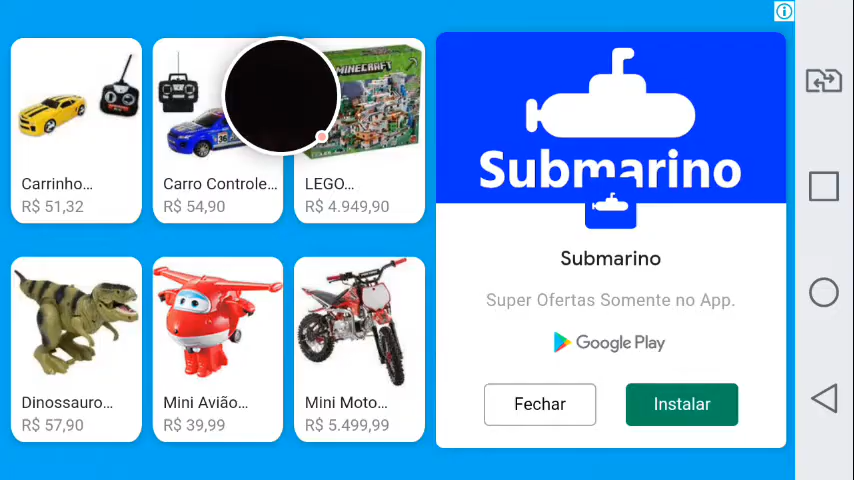 MINECRAFT
36
Carrinho...
R$ 51,32
Carro Controle...
R$ 54,90
LEGO...
R$ 4.949,90
Dinossauro...
R$ 57,90
Mini Avião...
R$ 39,99
Mini Moto...
R$ 5.499,99
Submarino
Submarino
Super Ofertas Somente no App.
Google Play
Fechar
Instalar